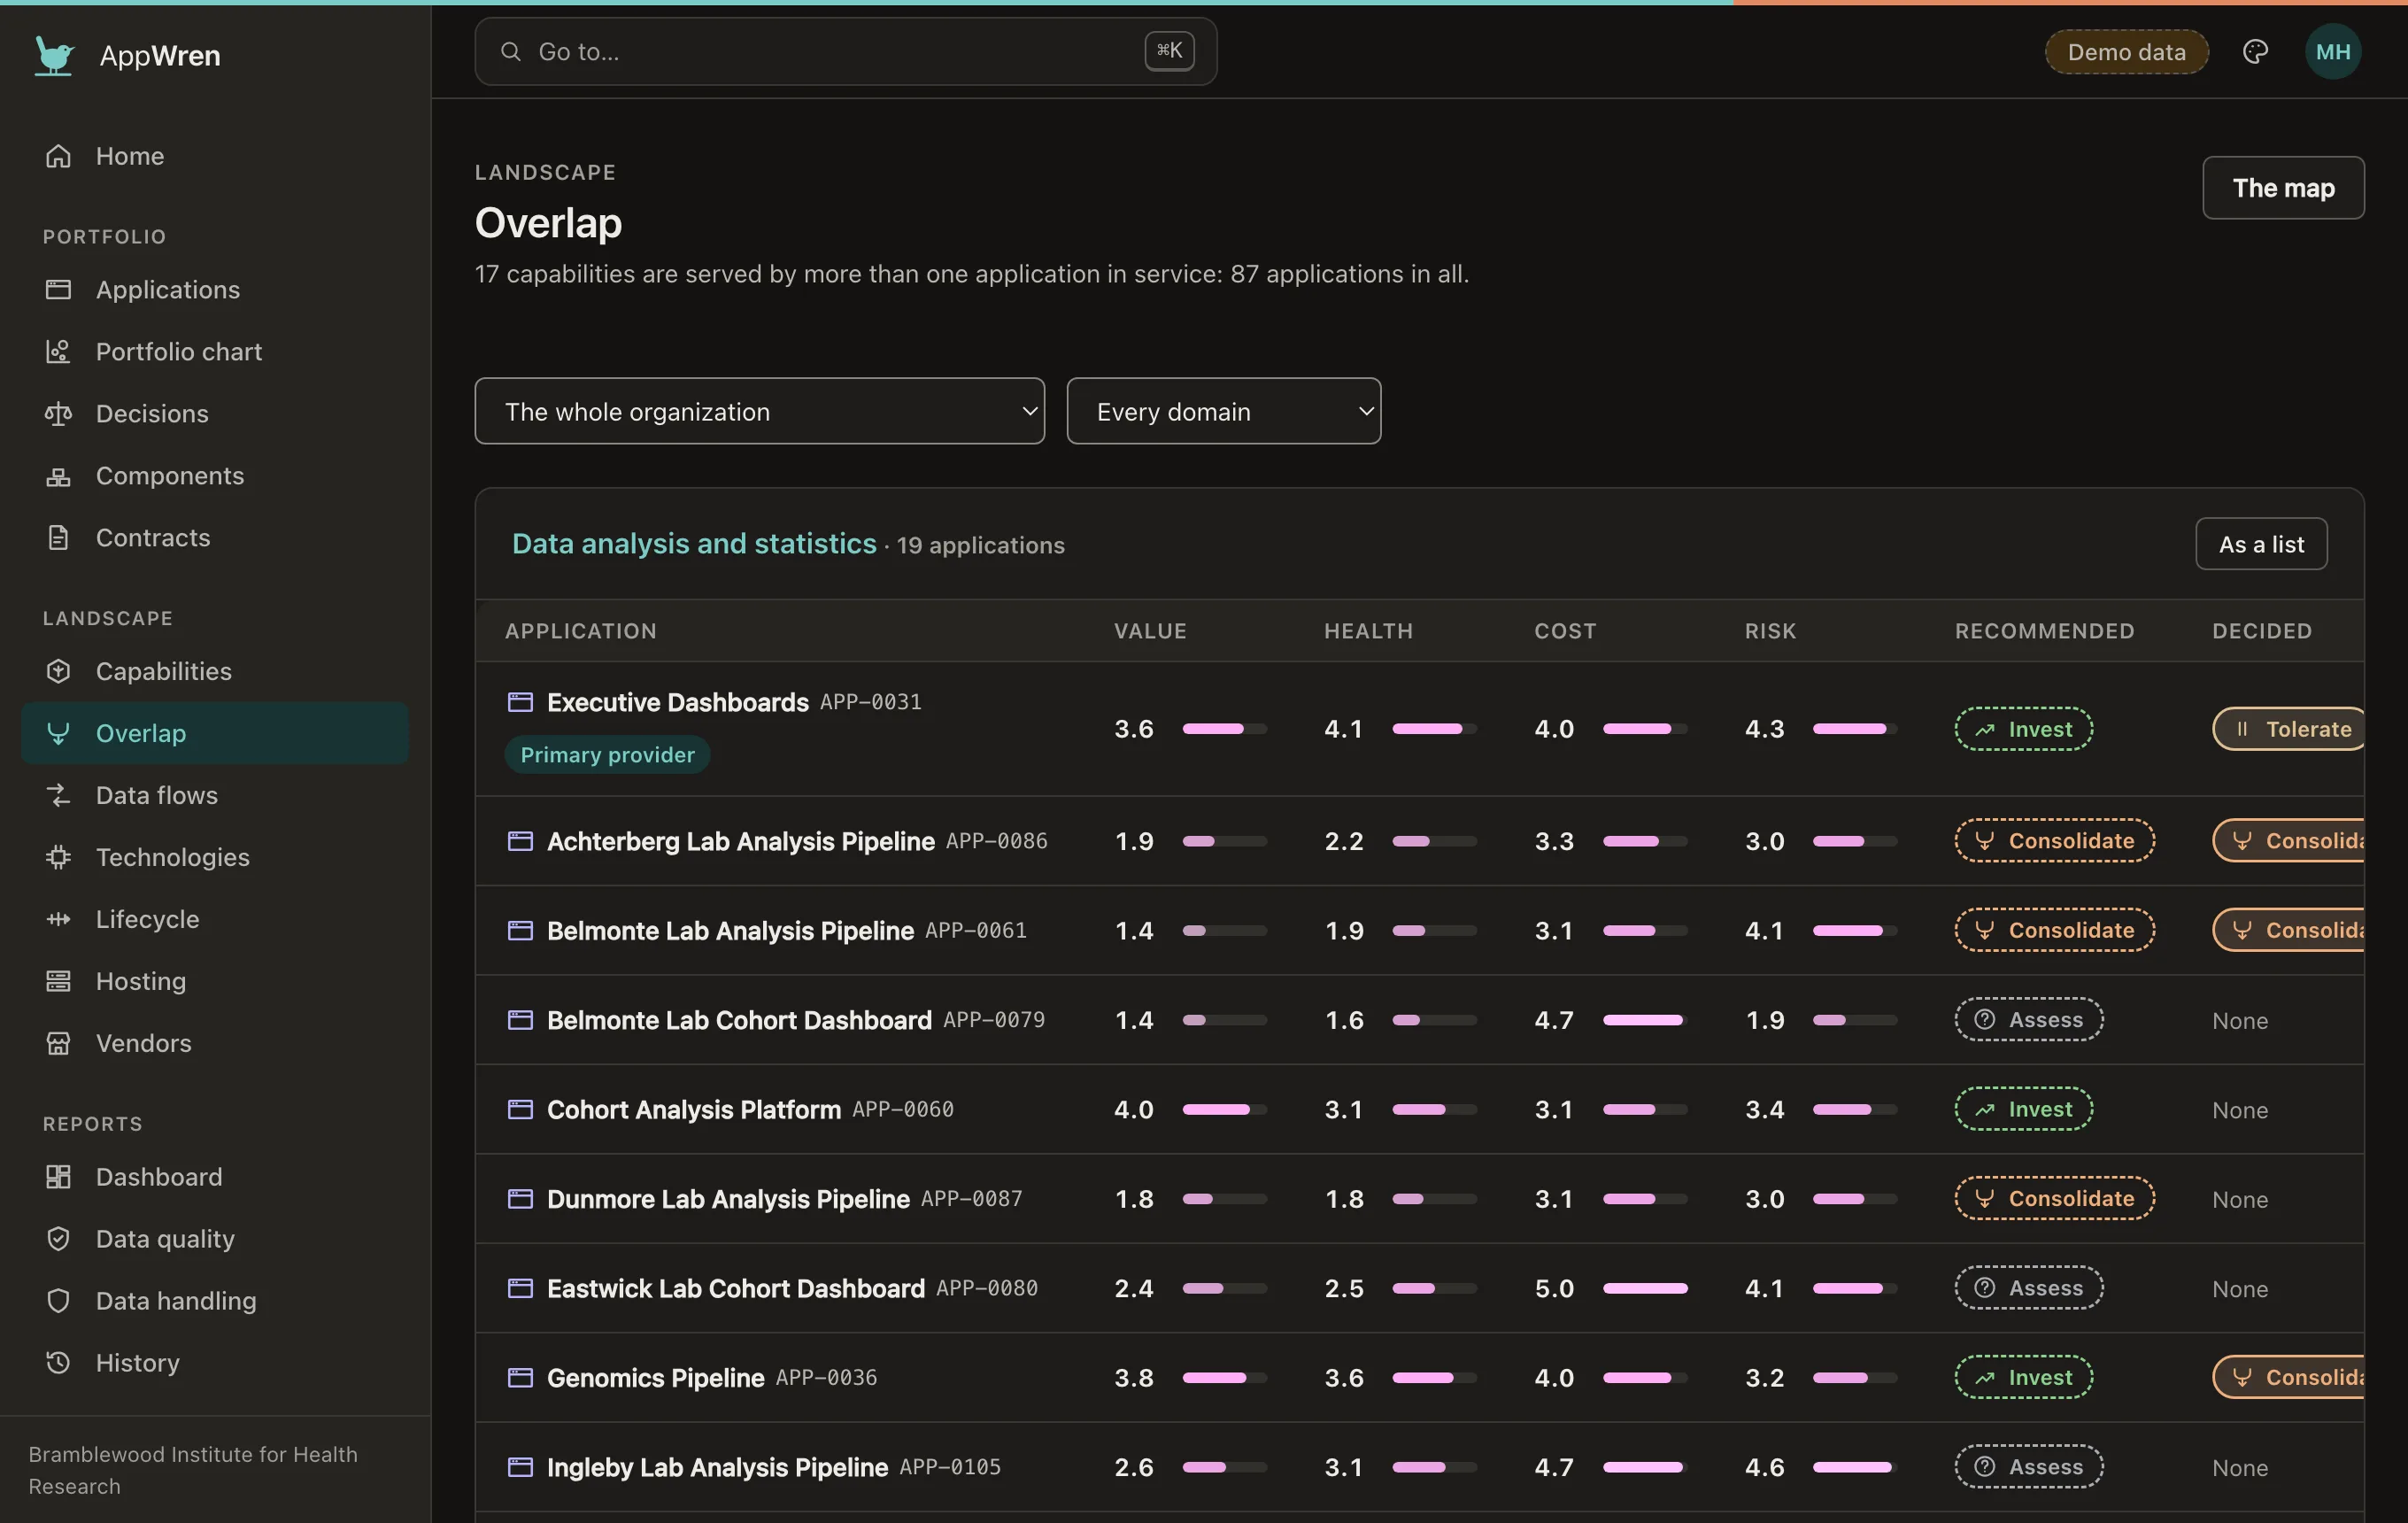 AppWren
Go to...
⌘K
Demo data
MH
Home
PORTFOLIO
Applications
Portfolio chart
Decisions
Components
Contracts
LANDSCAPE
Capabilities
Overlap
Data flows
Technologies
Lifecycle
Hosting
Vendors
REPORTS
Dashboard
Data quality
Data handling
History
Bramblewood Institute for Health
Research
LANDSCAPE
Overlap
17 capabilities are served by more than one application in service: 87 applications in all.
The map
The whole organization
Every domain
Data analysis and statistics · 19 applications
As a list
APPLICATION VALUE HEALTH COST RISK RECOMMENDED DECIDED
Executive Dashboards APP-0031
Primary provider
3.6 4.1 4.0 4.3 Invest Tolerate
Achterberg Lab Analysis Pipeline APP-0086 1.9 2.2 3.3 3.0 Consolidate Consolida
Belmonte Lab Analysis Pipeline APP-0061 1.4 1.9 3.1 4.1 Consolidate Consolida
Belmonte Lab Cohort Dashboard APP-0079 1.4 1.6 4.7 1.9 Assess None
Cohort Analysis Platform APP-0060 4.0 3.1 3.1 3.4 Invest None
Dunmore Lab Analysis Pipeline APP-0087 1.8 1.8 3.1 3.0 Consolidate None
Eastwick Lab Cohort Dashboard APP-0080 2.4 2.5 5.0 4.1 Assess None
Genomics Pipeline APP-0036 3.8 3.6 4.0 3.2 Invest Consolida
Ingleby Lab Analysis Pipeline APP-0105 2.6 3.1 4.7 4.6 Assess None